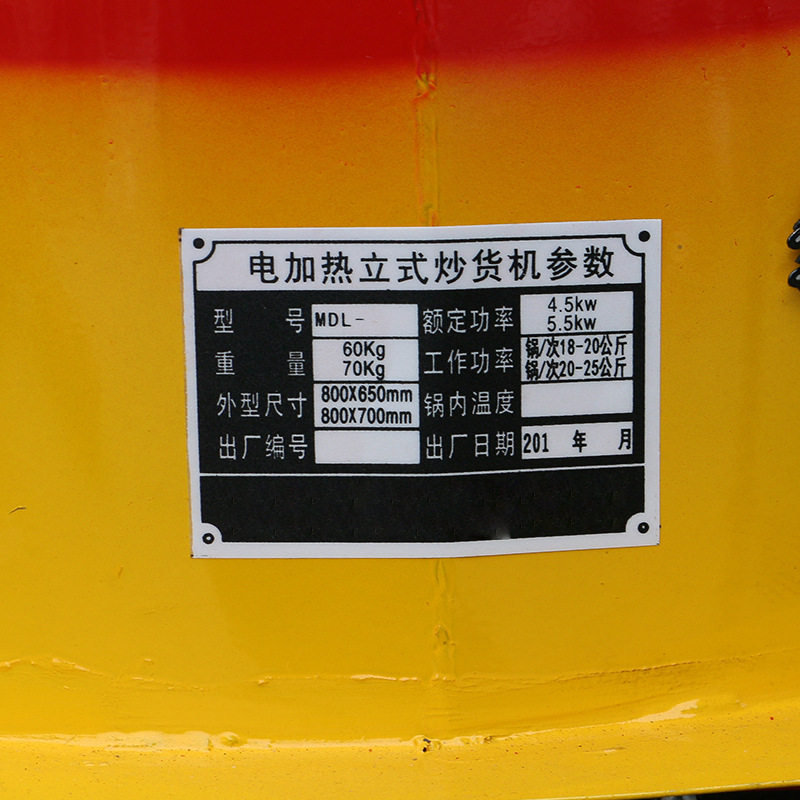 电加热立式炒货机参数
型 号 MDL- 额定功率 4.5kw
5.5kw
重 量 60Kg
70Kg
工作功率 锅/次18-20公斤
锅/次20-25公斤
外型尺寸 800X650mm
800X700mm
锅内温度
出厂编号 出厂日期 201 年 月